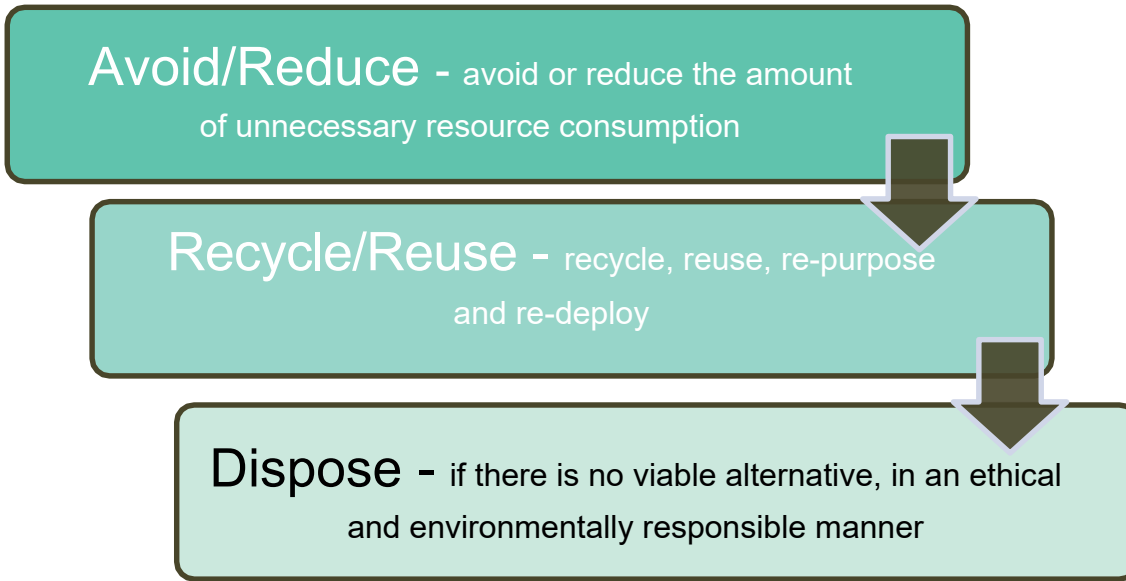 Avoid/Reduce - avoid or reduce the amount
of unnecessary resource consumption
Recycle/Reuse - recycle, reuse, re-purpose
and re-deploy
Dispose - if there is no viable alternative, in an ethical
and environmentally responsible manner